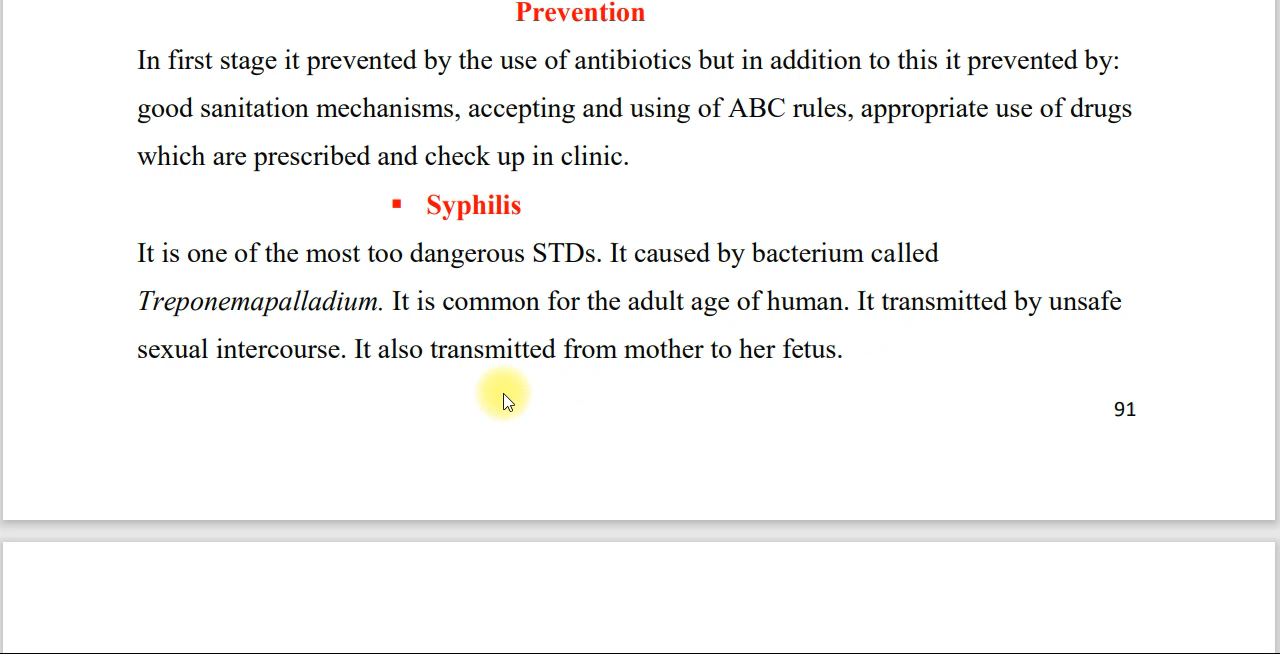 Prevention
In first stage it prevented by the use of antibiotics but in addition to this it prevented by:
good sanitation mechanisms, accepting and using of ABC rules, appropriate use of drugs
which are prescribed and check up in clinic.
▪ Syphilis
It is one of the most too dangerous STDs. It caused by bacterium called
Treponemapalladium. It is common for the adult age of human. It transmitted by unsafe
sexual intercourse. It also transmitted from mother to her fetus.
91